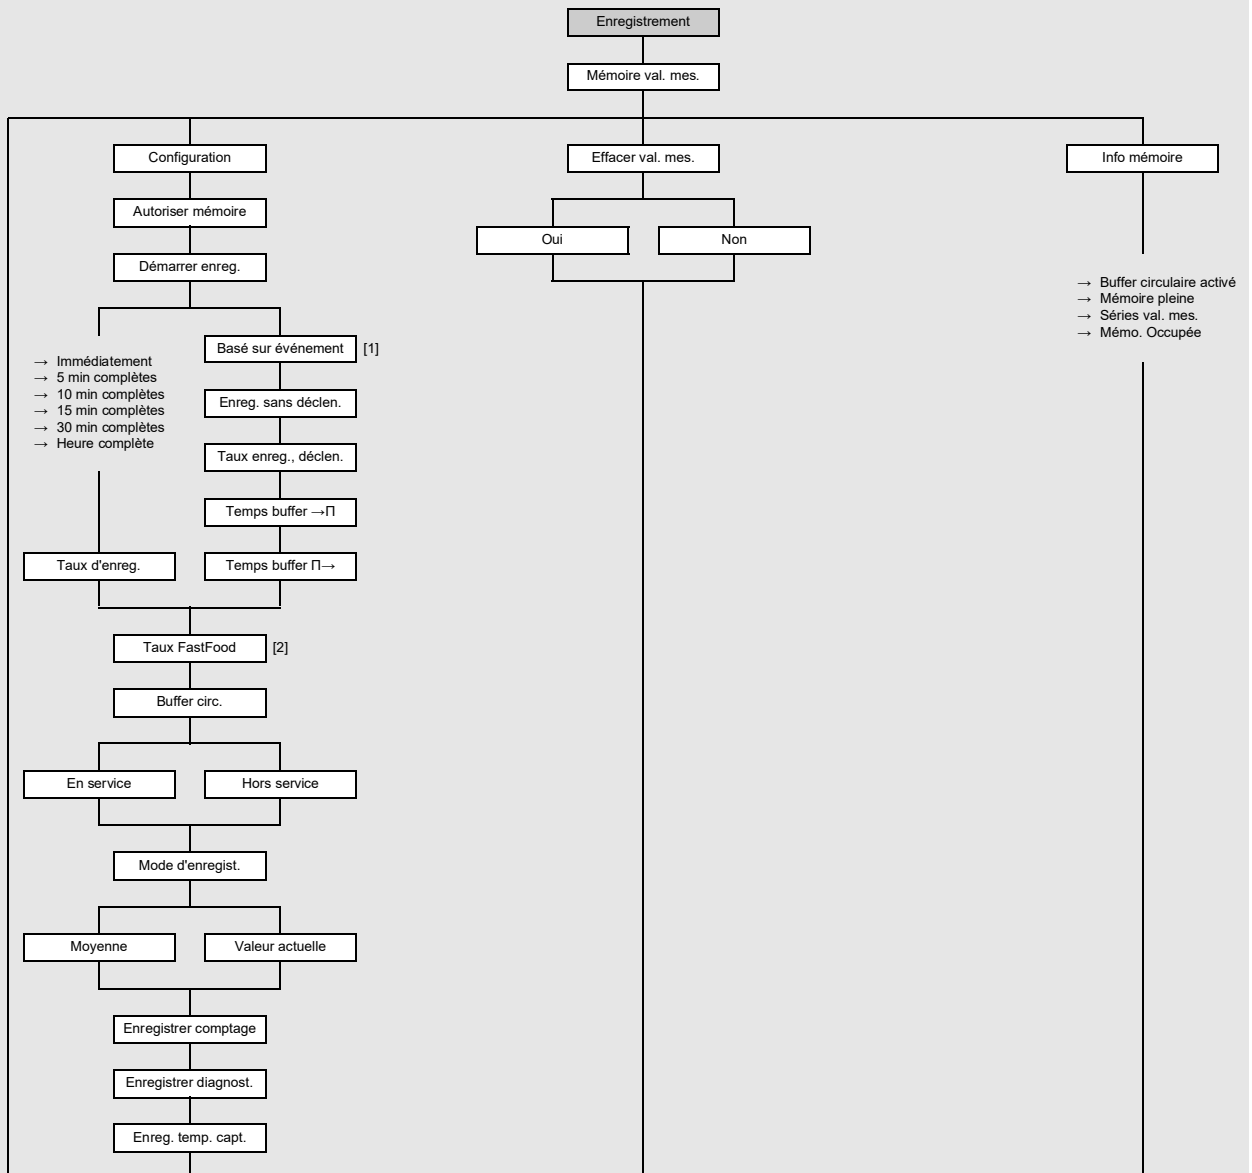 Enregistrement
Mémoire val. mes.
Configuration
Effacer val. mes.
Info mémoire
Autoriser mémoire
Oui
Non
Démarrer enreg.
→ Buffer circulaire activé
→ Mémoire pleine
→ Séries val. mes.
→ Mémo. Occupée
Basé sur événement [1]
→ Immédiatement
→ 5 min complètes
→ 10 min complètes
→ 15 min complètes
→ 30 min complètes
→ Heure complète
Enreg. sans déclen.
Taux enreg., déclen.
Temps buffer →Π
Taux d'enreg.
Temps buffer Π→
Taux FastFood [2]
Buffer circ.
En service
Hors service
Mode d'enregist.
Moyenne
Valeur actuelle
Enregistrer comptage
Enregistrer diagnost.
Enreg. temp. capt.